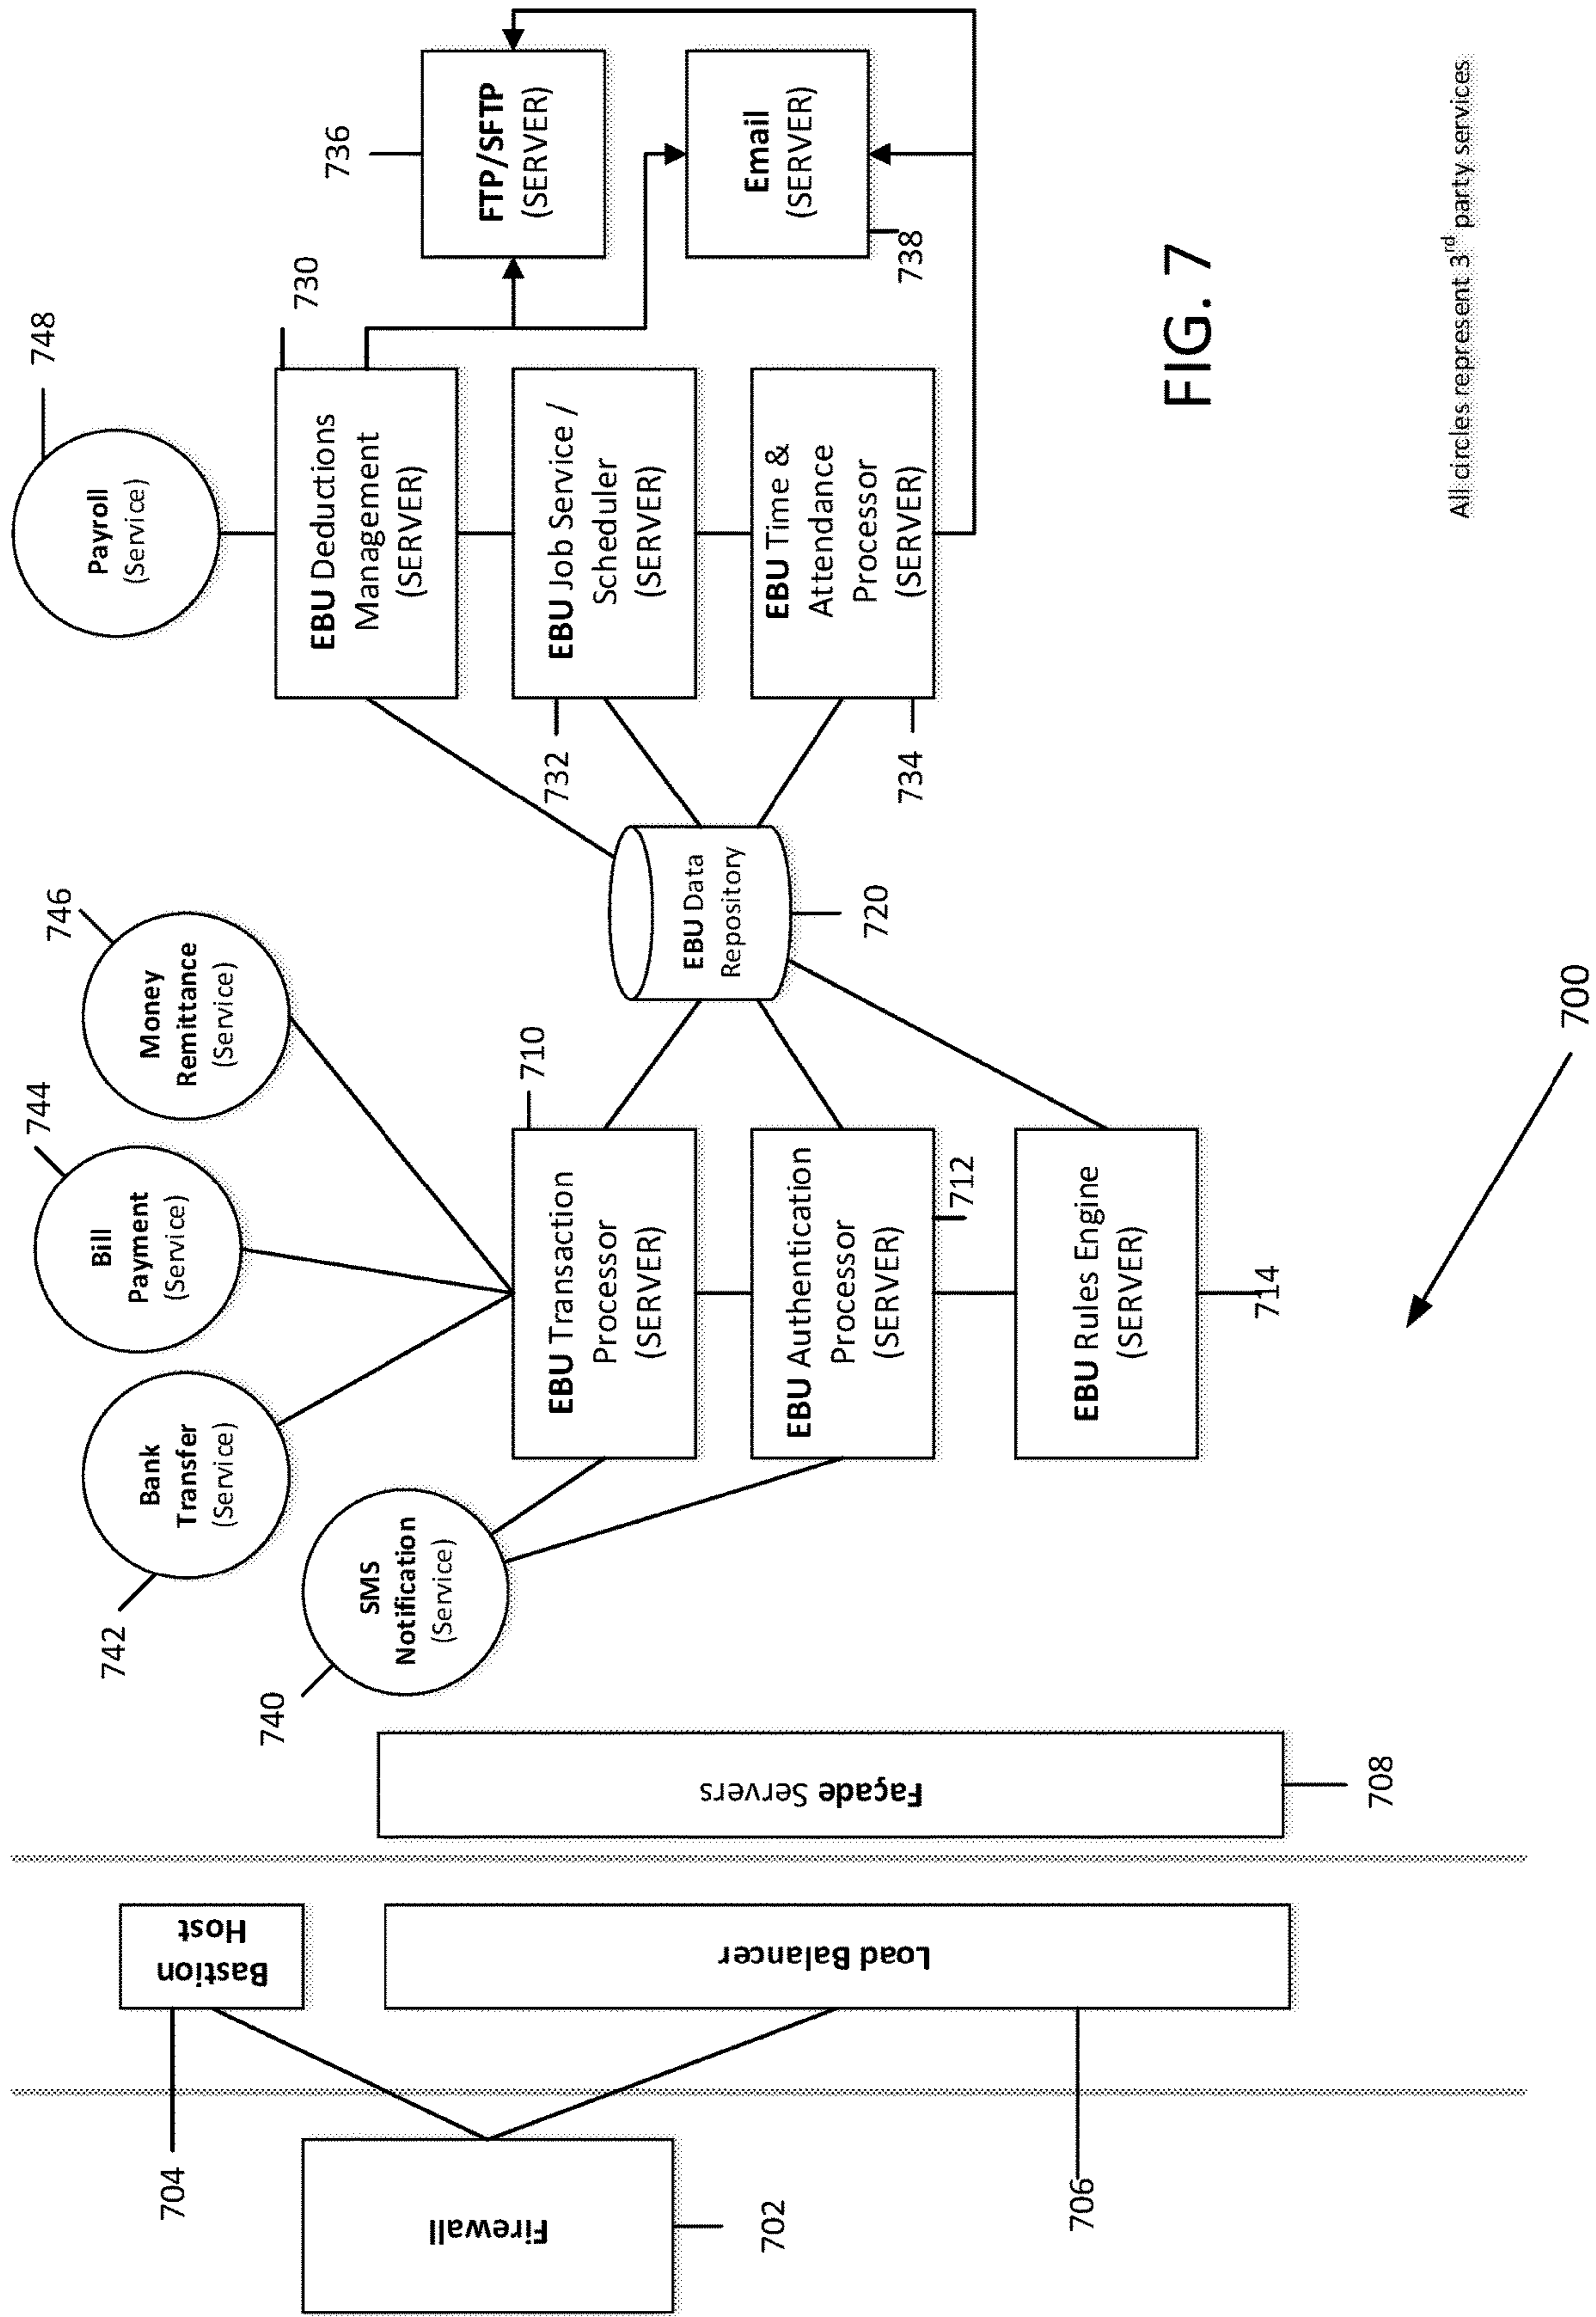 748
Payroll
(Service)
730
EBU Deductions
Management
(SERVER)
736
FTP/SFTP
(SERVER)
Email
(SERVER)
738
732
EBU Job Service /
Scheduler
(SERVER)
734
EBU Time &
Attendance
Processor
(SERVER)
746
Money
Remittance
(Service)
744
Bill
Payment
(Service)
742
Bank
Transfer
(Service)
740
SMS
Notification
(Service)
710
EBU Transaction
Processor
(SERVER)
712
EBU Authentication
Processor
(SERVER)
714
EBU Rules Engine
(SERVER)
EBU Data
Repository
720
Façade Servers
708
Bastion
Host
704
Load Balancer
706
Firewall
702
700
FIG. 7
All circles represent 3rd party services